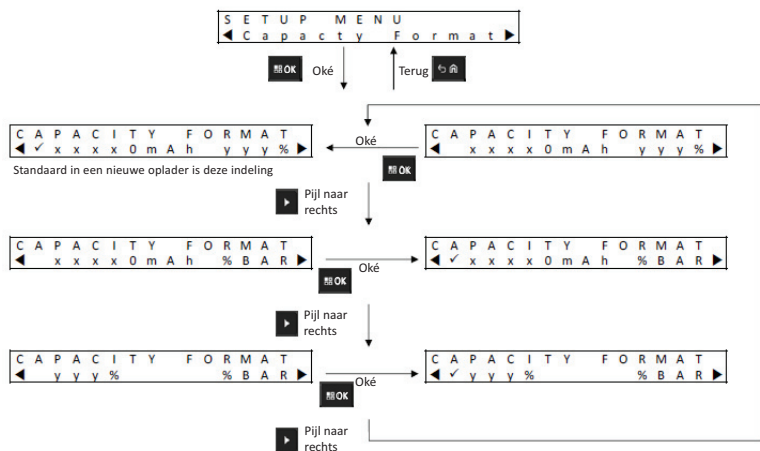 SETUP MENU
◀ Capacty Format ▶
OK Oké Terug
CAPACITY FORMAT
◀ ✓ xxxx0mAh yyy% ▶
Oké
OK
CAPACITY FORMAT
◀ xxxx0mAh yyy% ▶
Standaard in een nieuwe oplader is deze indeling
Pijl naar
rechts
CAPACITY FORMAT
◀ xxxx0mAh %BAR ▶
Oké
OK
CAPACITY FORMAT
◀ ✓ xxxx0mAh %BAR ▶
Pijl naar
rechts
CAPACITY FORMAT
◀ yyy% %BAR ▶
Oké
OK
CAPACITY FORMAT
◀ ✓ yyy% %BAR ▶
Pijl naar
rechts